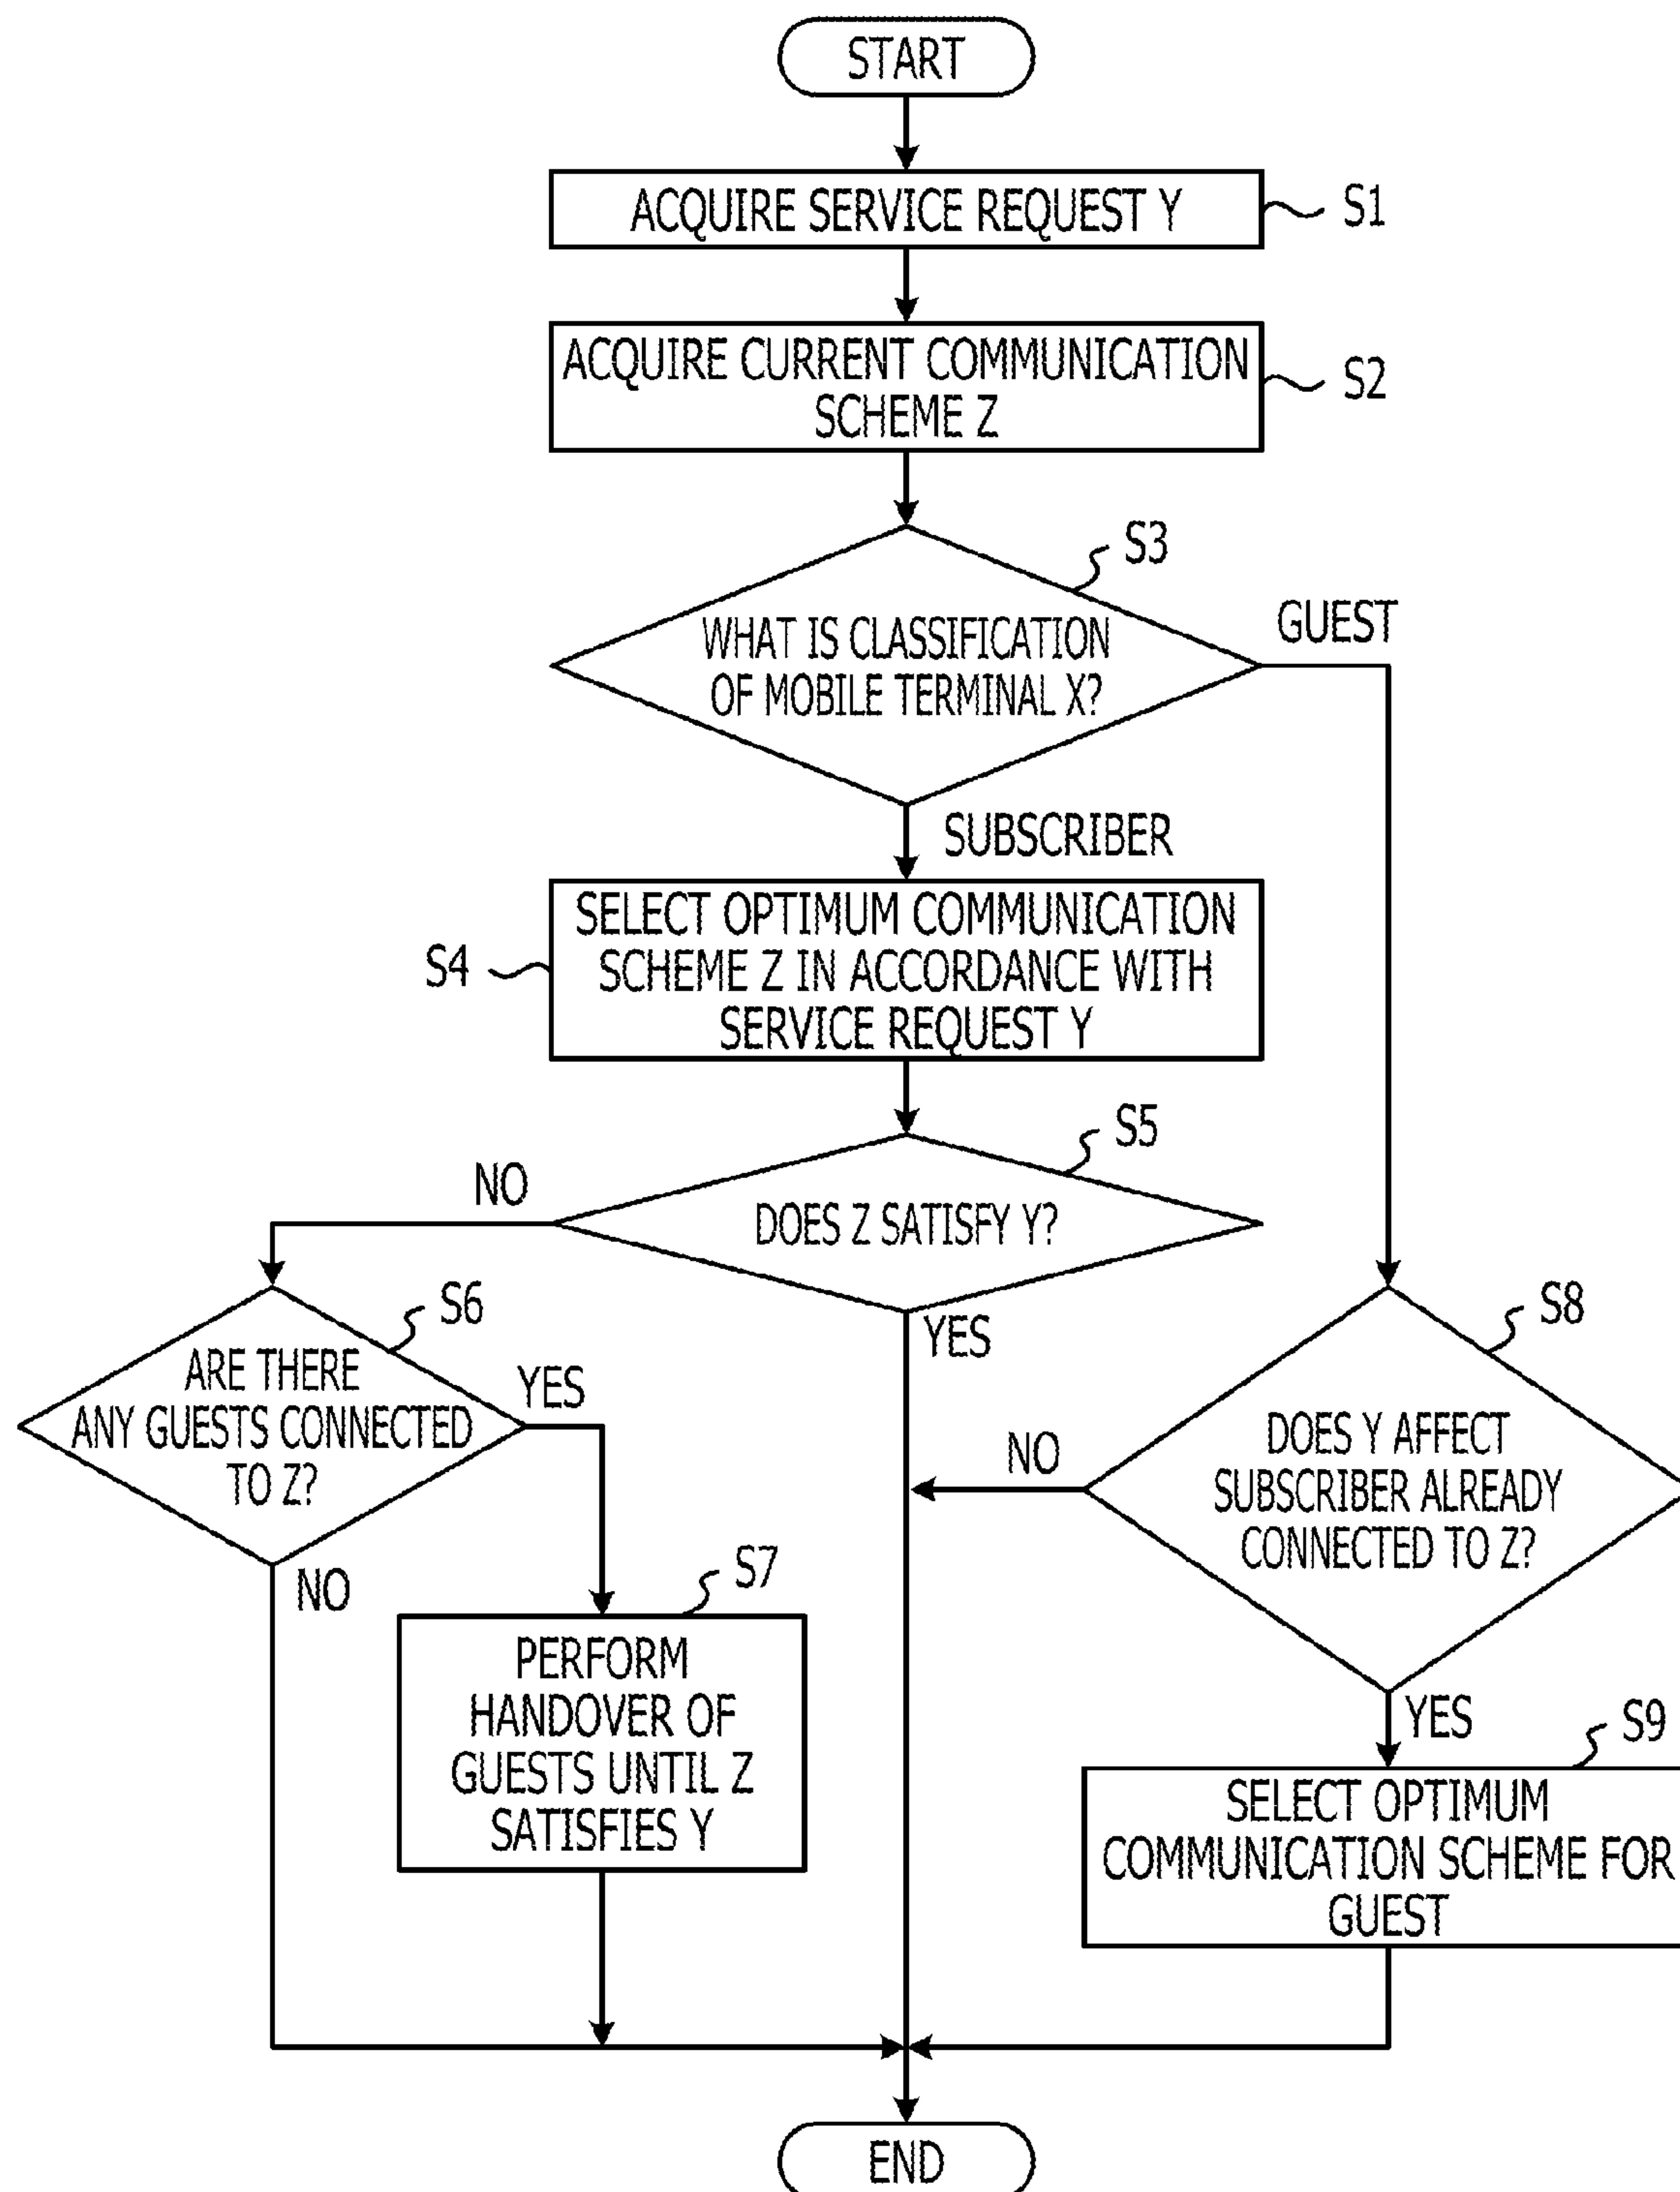 START
ACQUIRE SERVICE REQUEST Y
S1
ACQUIRE CURRENT COMMUNICATION
SCHEME Z
S2
S3
WHAT IS CLASSIFICATION
OF MOBILE TERMINAL X?
GUEST
SUBSCRIBER
S4
SELECT OPTIMUM COMMUNICATION
SCHEME Z IN ACCORDANCE WITH
SERVICE REQUEST Y
S5
DOES Z SATISFY Y?
NO
YES
S6
ARE THERE
ANY GUESTS CONNECTED
TO Z?
YES
NO
S7
PERFORM
HANDOVER OF
GUESTS UNTIL Z
SATISFIES Y
S8
DOES Y AFFECT
SUBSCRIBER ALREADY
CONNECTED TO Z?
NO
YES
S9
SELECT OPTIMUM
COMMUNICATION SCHEME FOR
GUEST
END